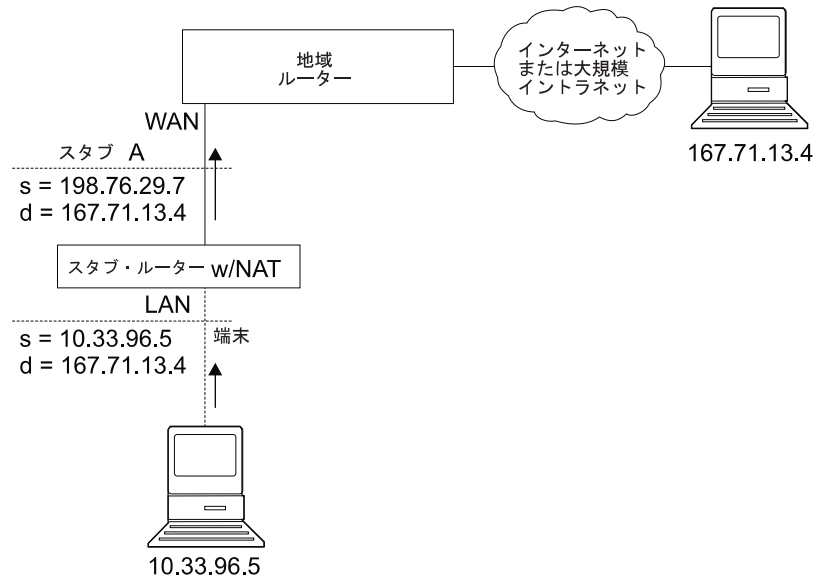 地域
ルーター
インターネット
または大規模
イントラネット
167.71.13.4
WAN
スタブ A
s = 198.76.29.7
d = 167.71.13.4
スタブ・ルーター w/NAT
LAN
端末
s = 10.33.96.5
d = 167.71.13.4
10.33.96.5